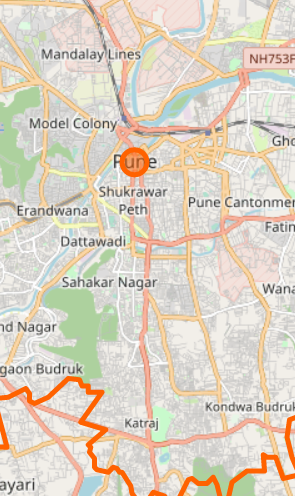 Mandalay Lines
NH753F
Model Colony
Gho
Pune
Shukrawar
Peth
Erandwana
Pune Cantonmen
Fatin
Dattawadi
Sahakar Nagar
Wana
nd Nagar
gaon Budruk
Kondwa Budruk
Katraj
ayari